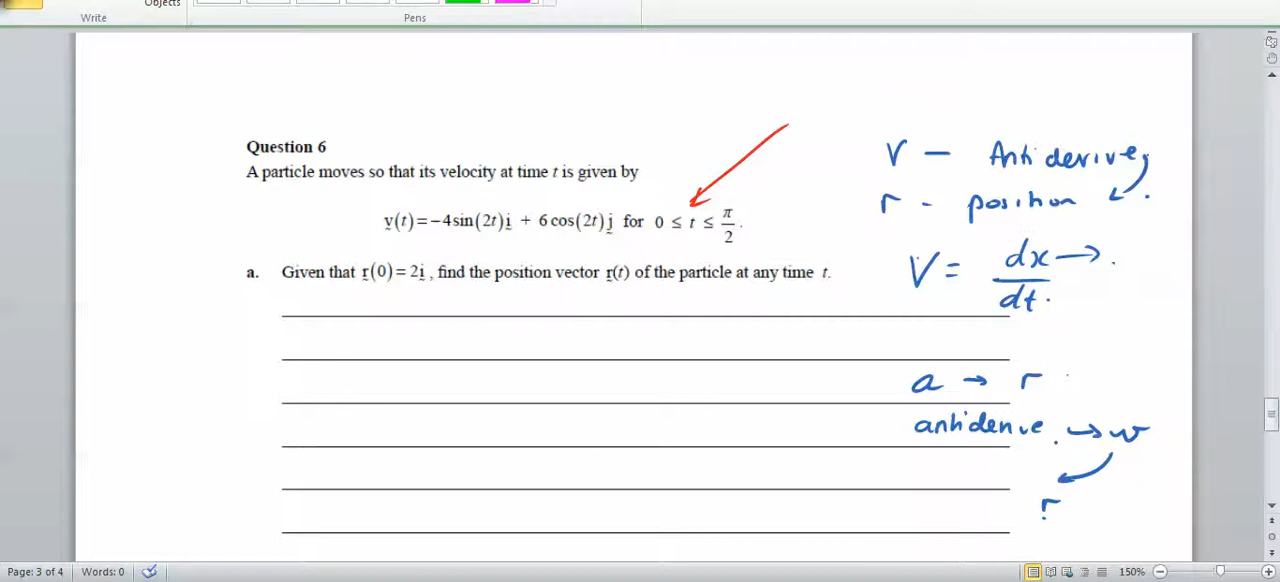 Objects
Write
Pens
Question 6
A particle moves so that its velocity at time t is given by
v(t)=−4sin(2t)i + 6cos(2t)j for 0 ≤ t ≤ π/2.
a. Given that r(0)=2i, find the position vector r(t) of the particle at any time t.
V – Antiderive
r - position
V = dx/dt
a → r
antiderive → v
r
Page: 3 of 4
Words: 0
150%